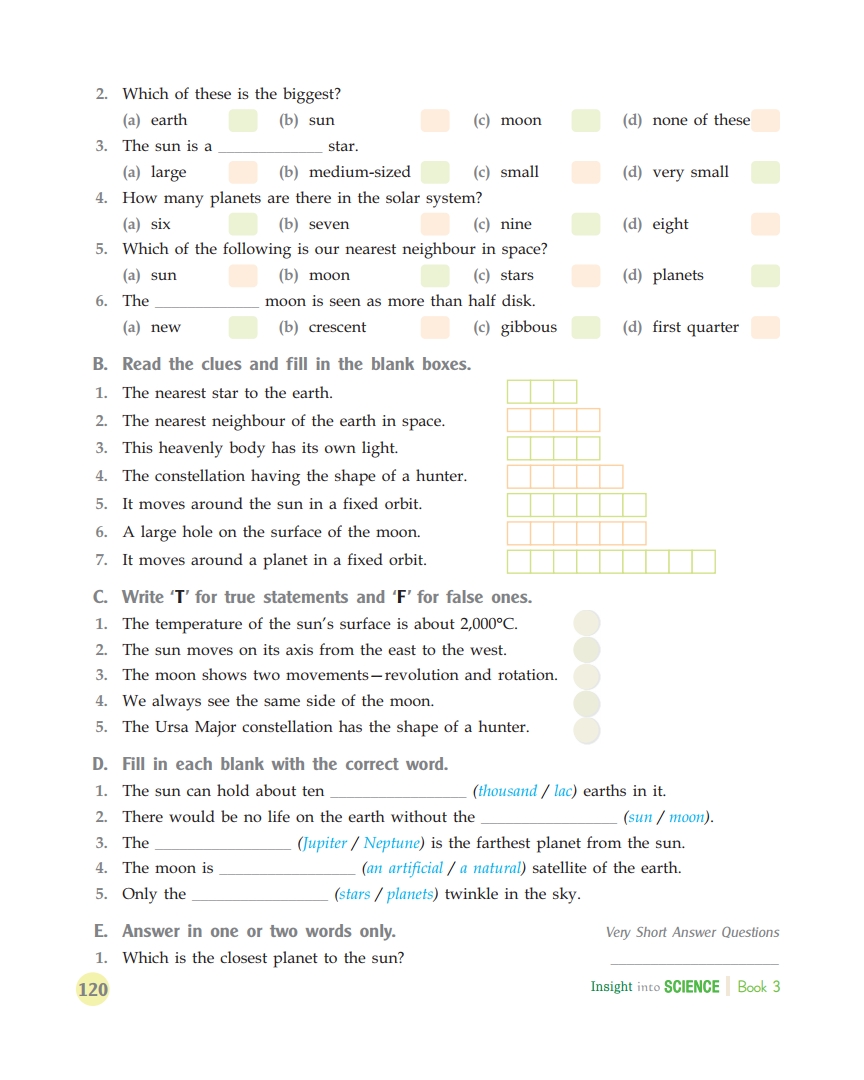 2. Which of these is the biggest?
(a) earth (b) sun (c) moon (d) none of these
3. The sun is a ____________ star.
(a) large (b) medium-sized (c) small (d) very small
4. How many planets are there in the solar system?
(a) six (b) seven (c) nine (d) eight
5. Which of the following is our nearest neighbour in space?
(a) sun (b) moon (c) stars (d) planets
6. The ____________ moon is seen as more than half disk.
(a) new (b) crescent (c) gibbous (d) first quarter
B. Read the clues and fill in the blank boxes.
1. The nearest star to the earth.
2. The nearest neighbour of the earth in space.
3. This heavenly body has its own light.
4. The constellation having the shape of a hunter.
5. It moves around the sun in a fixed orbit.
6. A large hole on the surface of the moon.
7. It moves around a planet in a fixed orbit.
C. Write ‘T’ for true statements and ‘F’ for false ones.
1. The temperature of the sun’s surface is about 2,000°C.
2. The sun moves on its axis from the east to the west.
3. The moon shows two movements—revolution and rotation.
4. We always see the same side of the moon.
5. The Ursa Major constellation has the shape of a hunter.
D. Fill in each blank with the correct word.
1. The sun can hold about ten ________________ (thousand / lac) earths in it.
2. There would be no life on the earth without the ________________ (sun / moon).
3. The ________________ (Jupiter / Neptune) is the farthest planet from the sun.
4. The moon is ________________ (an artificial / a natural) satellite of the earth.
5. Only the ________________ (stars / planets) twinkle in the sky.
E. Answer in one or two words only. Very Short Answer Questions
1. Which is the closest planet to the sun? ____________________
120 Insight into SCIENCE Book 3